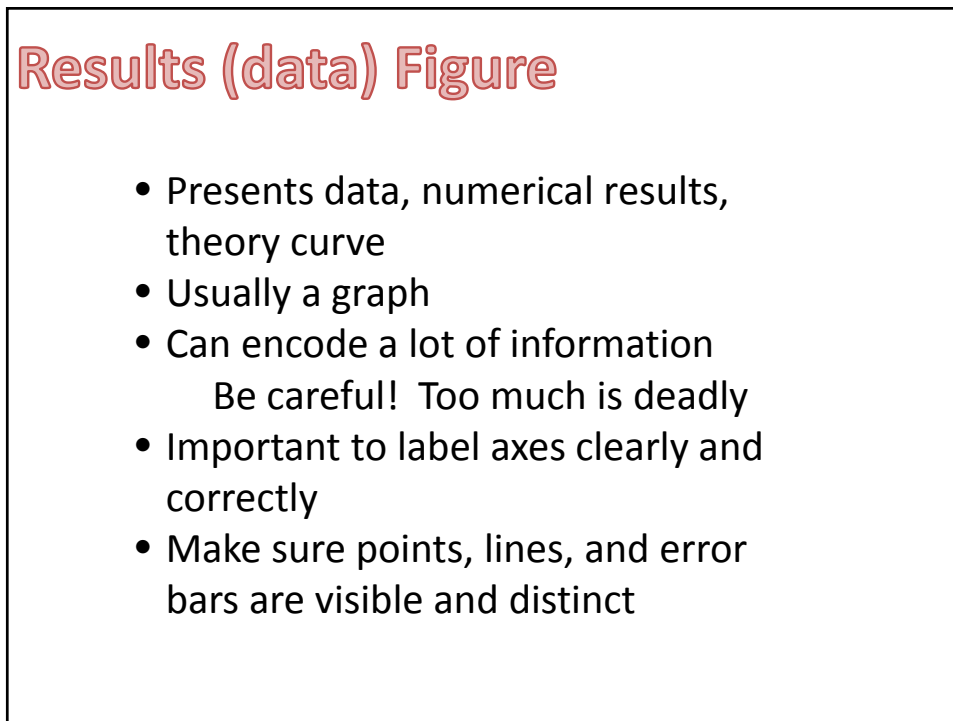 Results (data) Figure
• Presents data, numerical results,
theory curve
• Usually a graph
• Can encode a lot of information
Be careful!  Too much is deadly
• Important to label axes clearly and
correctly
• Make sure points, lines, and error
bars are visible and distinct